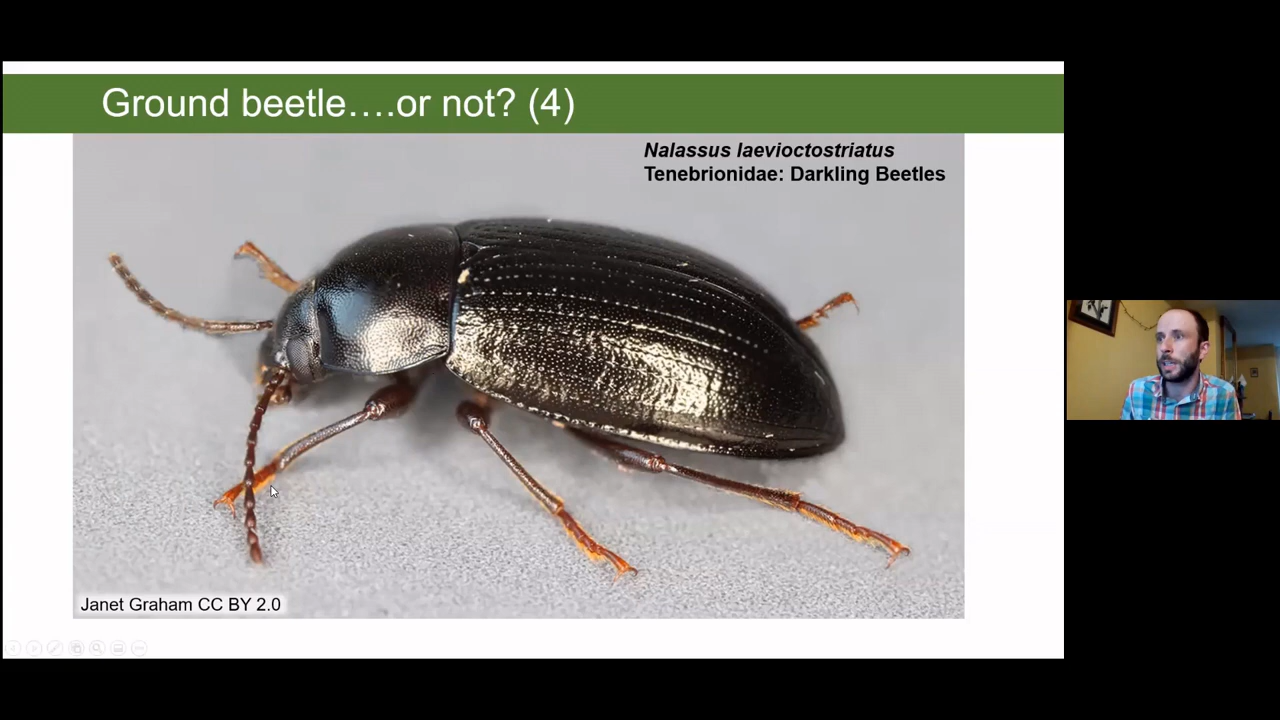 Ground beetle….or not? (4)
Nalassus laevioctostriatus
Tenebrionidae: Darkling Beetles
Janet Graham CC BY 2.0